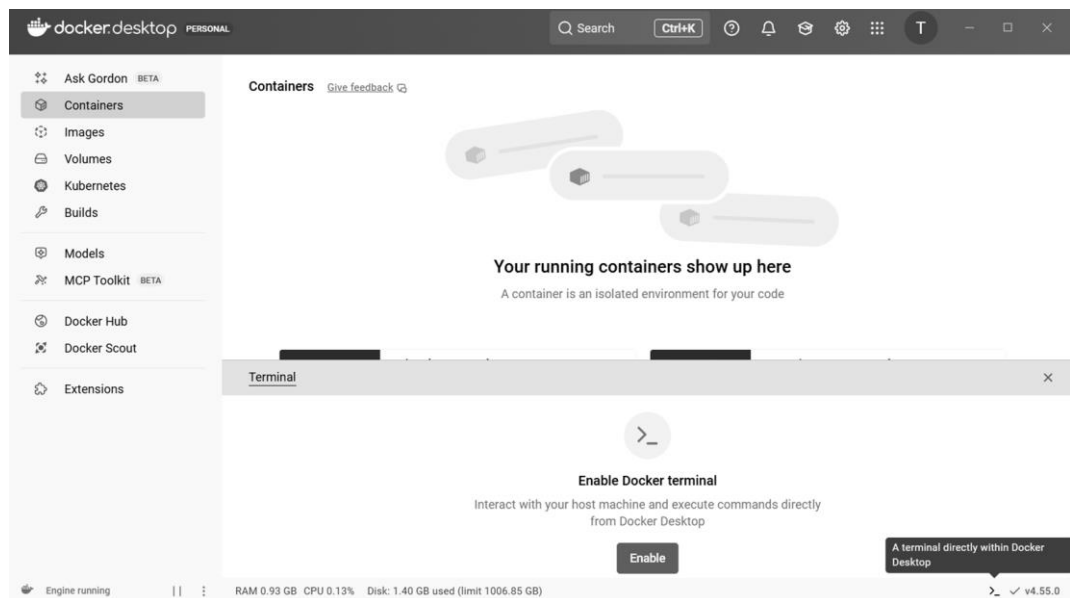 docker.desktop PERSONAL
Search Ctrl+K
T
Ask Gordon BETA
Containers
Images
Volumes
Kubernetes
Builds
Models
MCP Toolkit BETA
Docker Hub
Docker Scout
Extensions
Containers Give feedback
Your running containers show up here
A container is an isolated environment for your code
Terminal
Enable Docker terminal
Interact with your host machine and execute commands directly
from Docker Desktop
Enable
A terminal directly within Docker
Desktop
Engine running
RAM 0.93 GB CPU 0.13% Disk: 1.40 GB used (limit 1006.85 GB)
v4.55.0